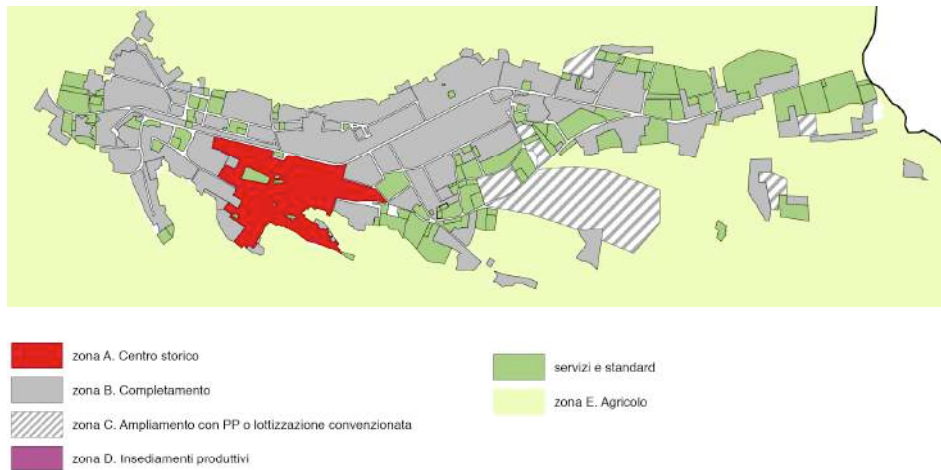 zona A. Centro storico
zona B. Completamento
zona C. Ampliamento con PP o lottizzazione convenzionata
zona D. Insediamenti produttivi
servizi e standard
zona E. Agricolo